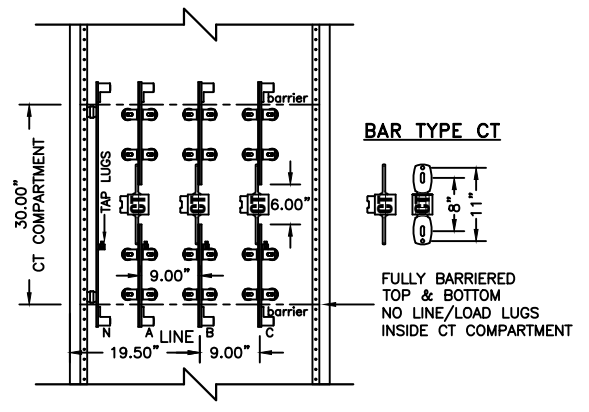 barrier
BAR TYPE CT
30.00"
CT COMPARTMENT
TAP LUGS
CT
CT
CT
6.00"
CT
CT
8"
11"
9.00"
FULLY BARRIERED
TOP & BOTTOM
NO LINE/LOAD LUGS
INSIDE CT COMPARTMENT
barrier
N
A
LINE
B
C
19.50"
9.00"